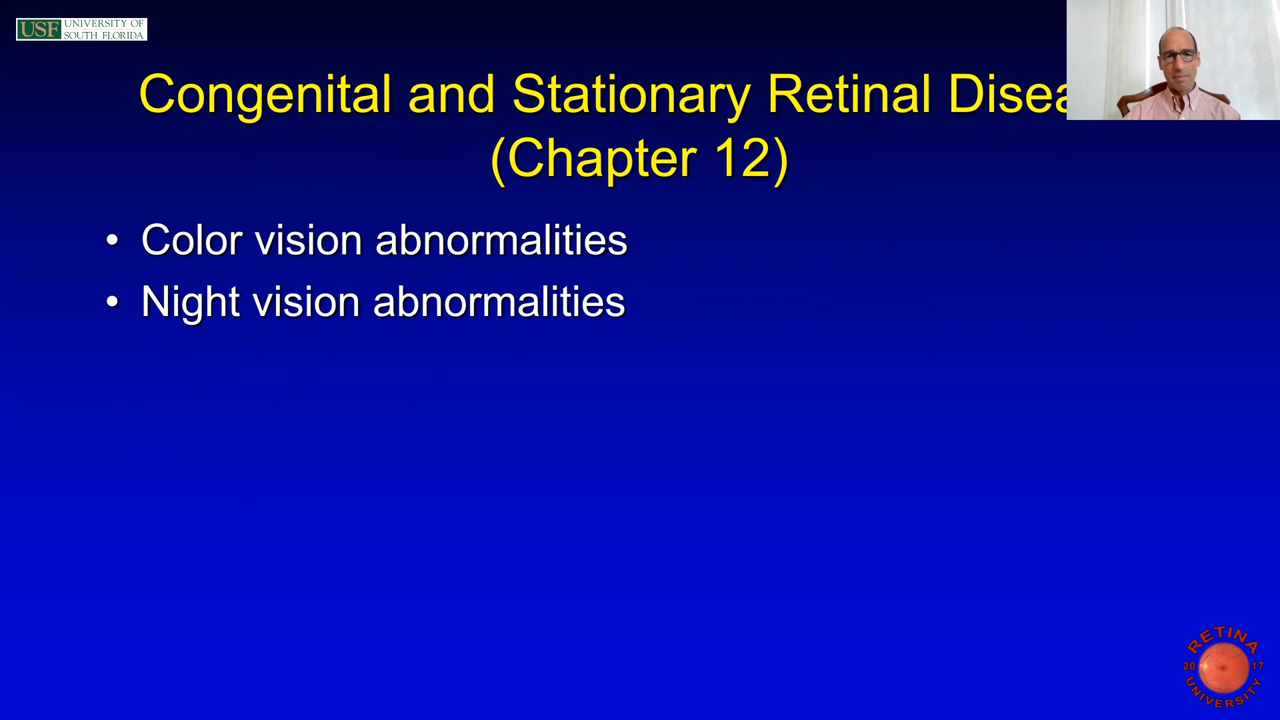 USF UNIVERSITY OF
SOUTH FLORIDA
Congenital and Stationary Retinal Disea
(Chapter 12)
• Color vision abnormalities
• Night vision abnormalities
RETINA
20 17
UNIVERSITY